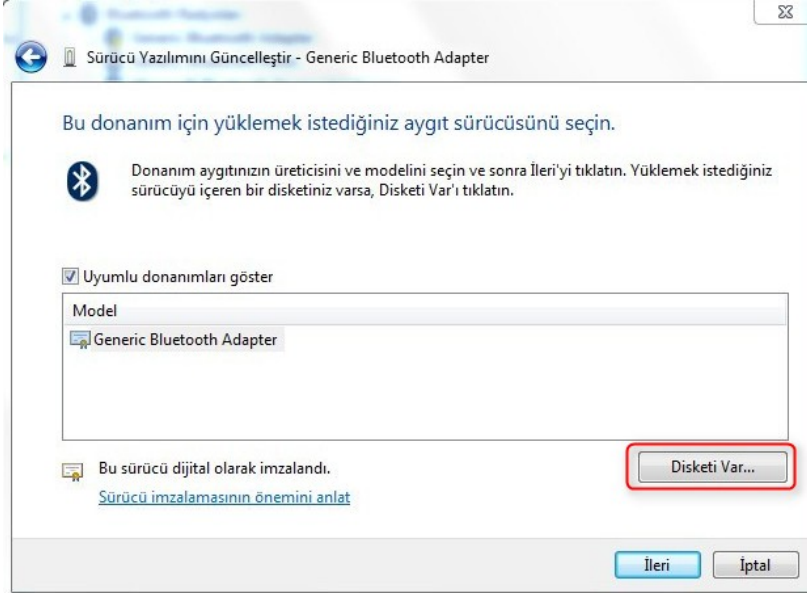 Sürücü Yazılımını Güncelleştir - Generic Bluetooth Adapter
Bu donanım için yüklemek istediğiniz aygıt sürücüsünü seçin.
Donanım aygıtınızın üreticisini ve modelini seçin ve sonra İleri'yi tıklatın. Yüklemek istediğiniz
sürücüyü içeren bir disketiniz varsa, Disketi Var'ı tıklatın.
Uyumlu donanımları göster
Model
Generic Bluetooth Adapter
Bu sürücü dijital olarak imzalandı.
Disketi Var...
Sürücü imzalamasının önemini anlat
İleri
İptal